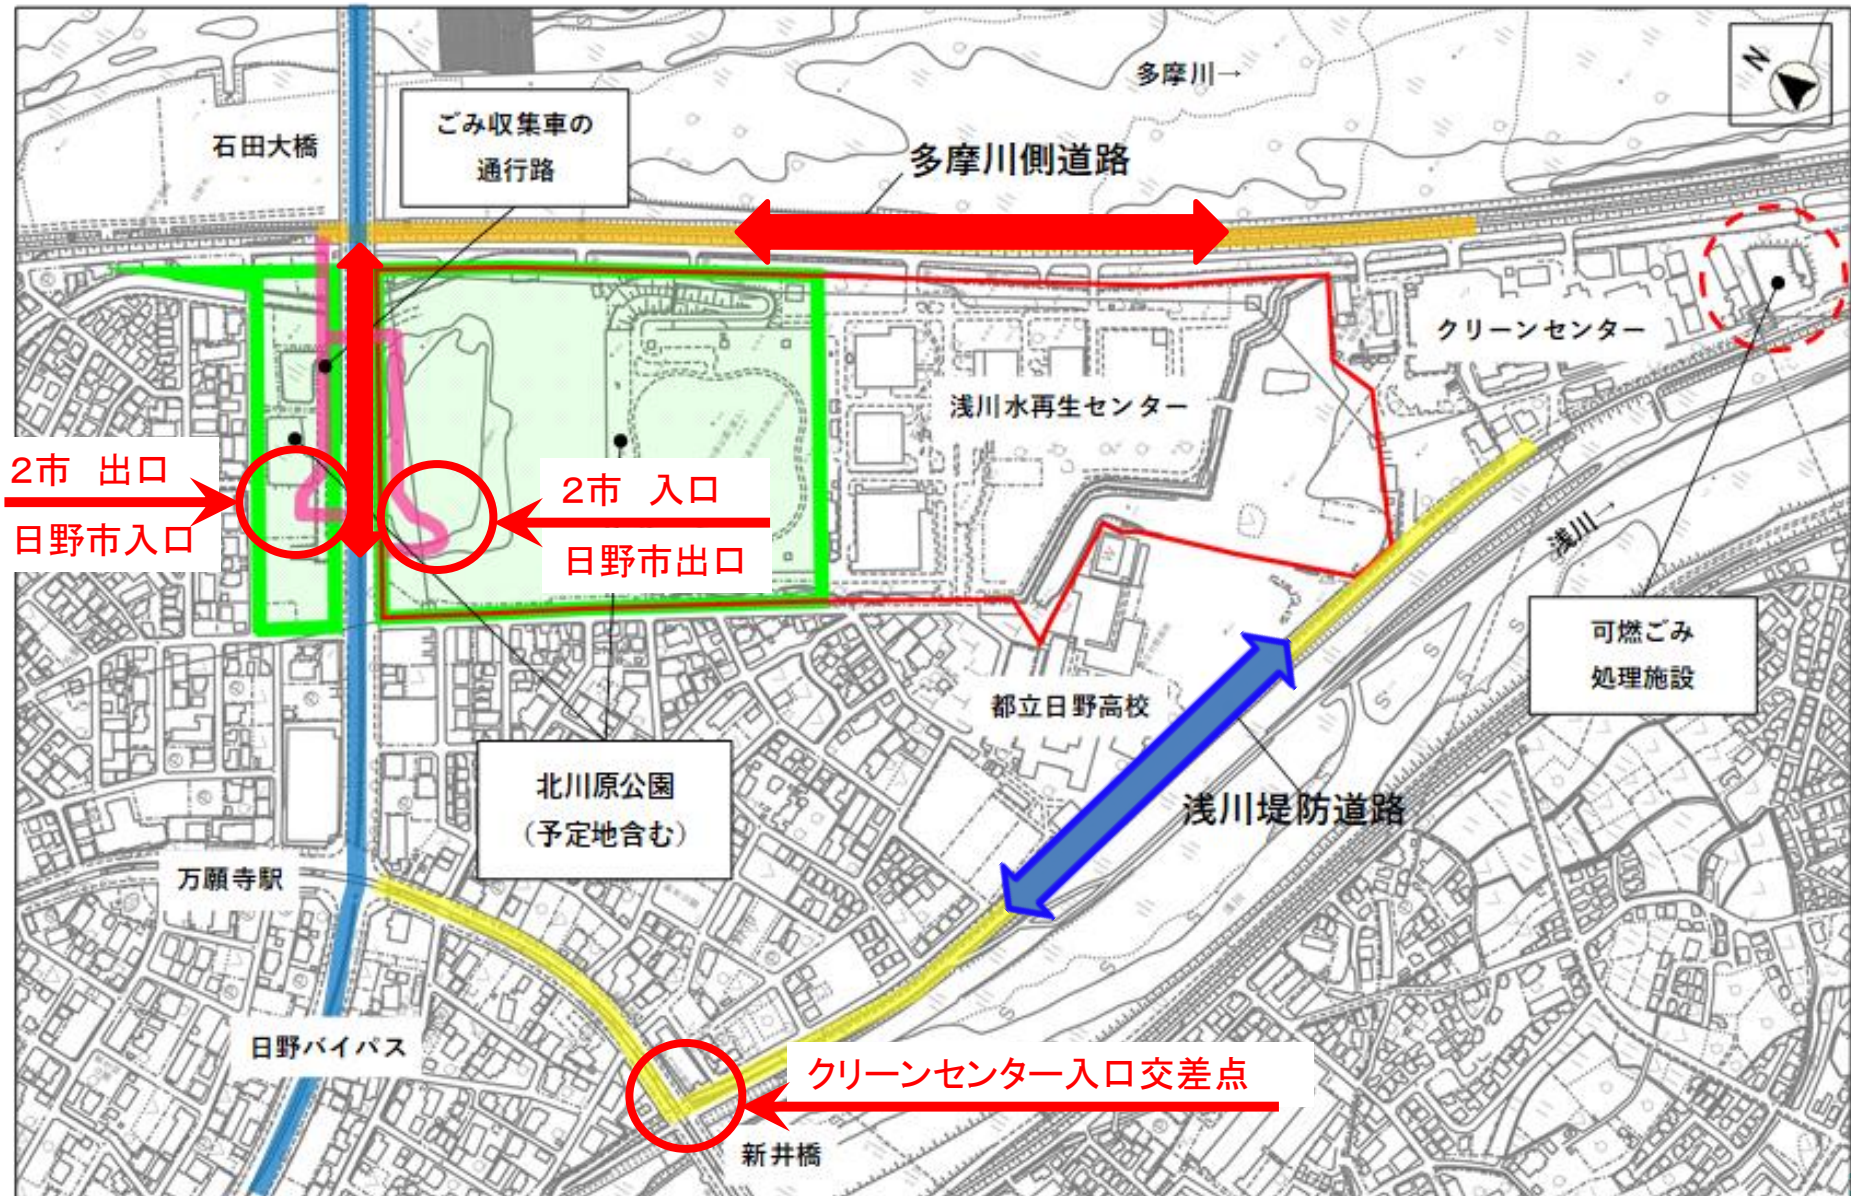 多摩川→
N
ごみ収集車の
通行路
石田大橋
多摩川側道路
クリーンセンター
浅川水再生センター
2市 出口
日野市入口
2市 入口
日野市出口
浅川→
可燃ごみ
処理施設
都立日野高校
北川原公園
（予定地含む）
浅川堤防道路
万願寺駅
日野バイパス
クリーンセンター入口交差点
新井橋